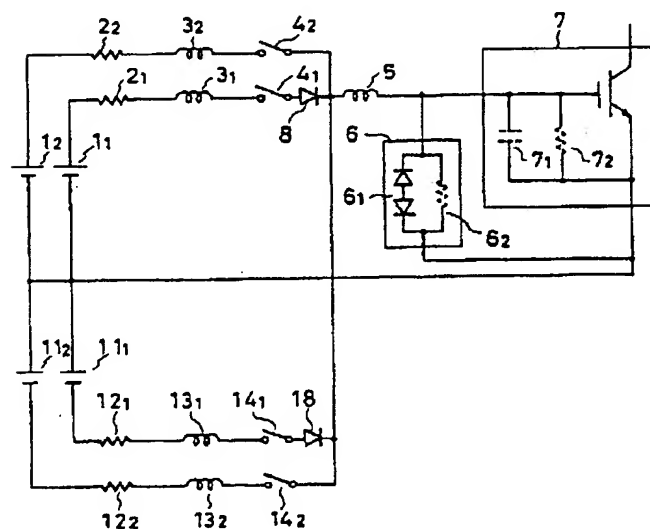 2₂ 3₂ 4₂
7
2₁ 3₁ 4₁ 5
8
1₂ 1₁ 6
7₁ 7₂
6₁
6₂
11₂ 11₁
12₁ 13₁ 14₁ 18
12₂ 13₂ 14₂